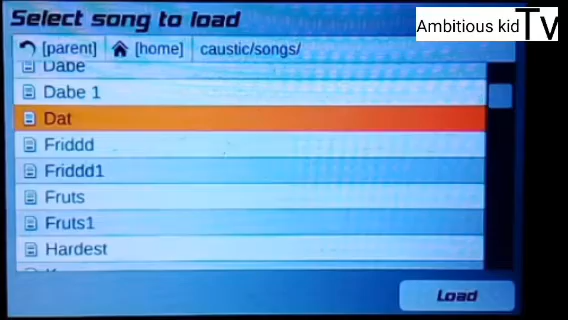 Select song to load
Ambitious kid Tv
[parent] [home] caustic/songs/
Dabe
Dabe 1
Dat
Friddd
Friddd1
Fruts
Fruts1
Hardest
Load